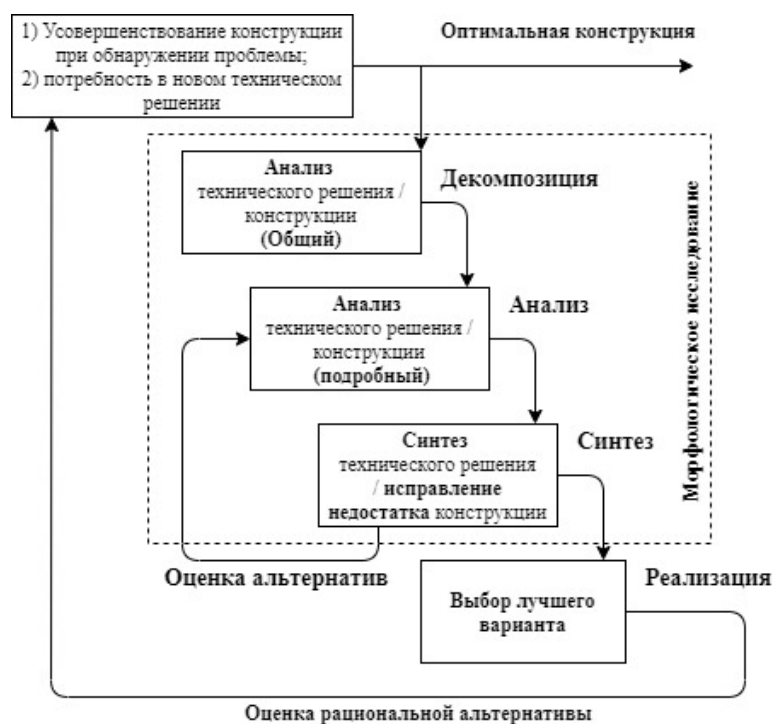 1) Усовершенствование конструкции
при обнаружении проблемы;
2) потребность в новом техническом
решении
Оптимальная конструкция
Анализ
технического решения /
конструкции
(Общий)
Декомпозиция
Анализ
технического решения /
конструкции
(подробный)
Анализ
Синтез
технического решения
/ исправление
недостатка конструкции
Синтез
Морфологическое исследование
Оценка альтернатив
Выбор лучшего
варианта
Реализация
Оценка рациональной альтернативы